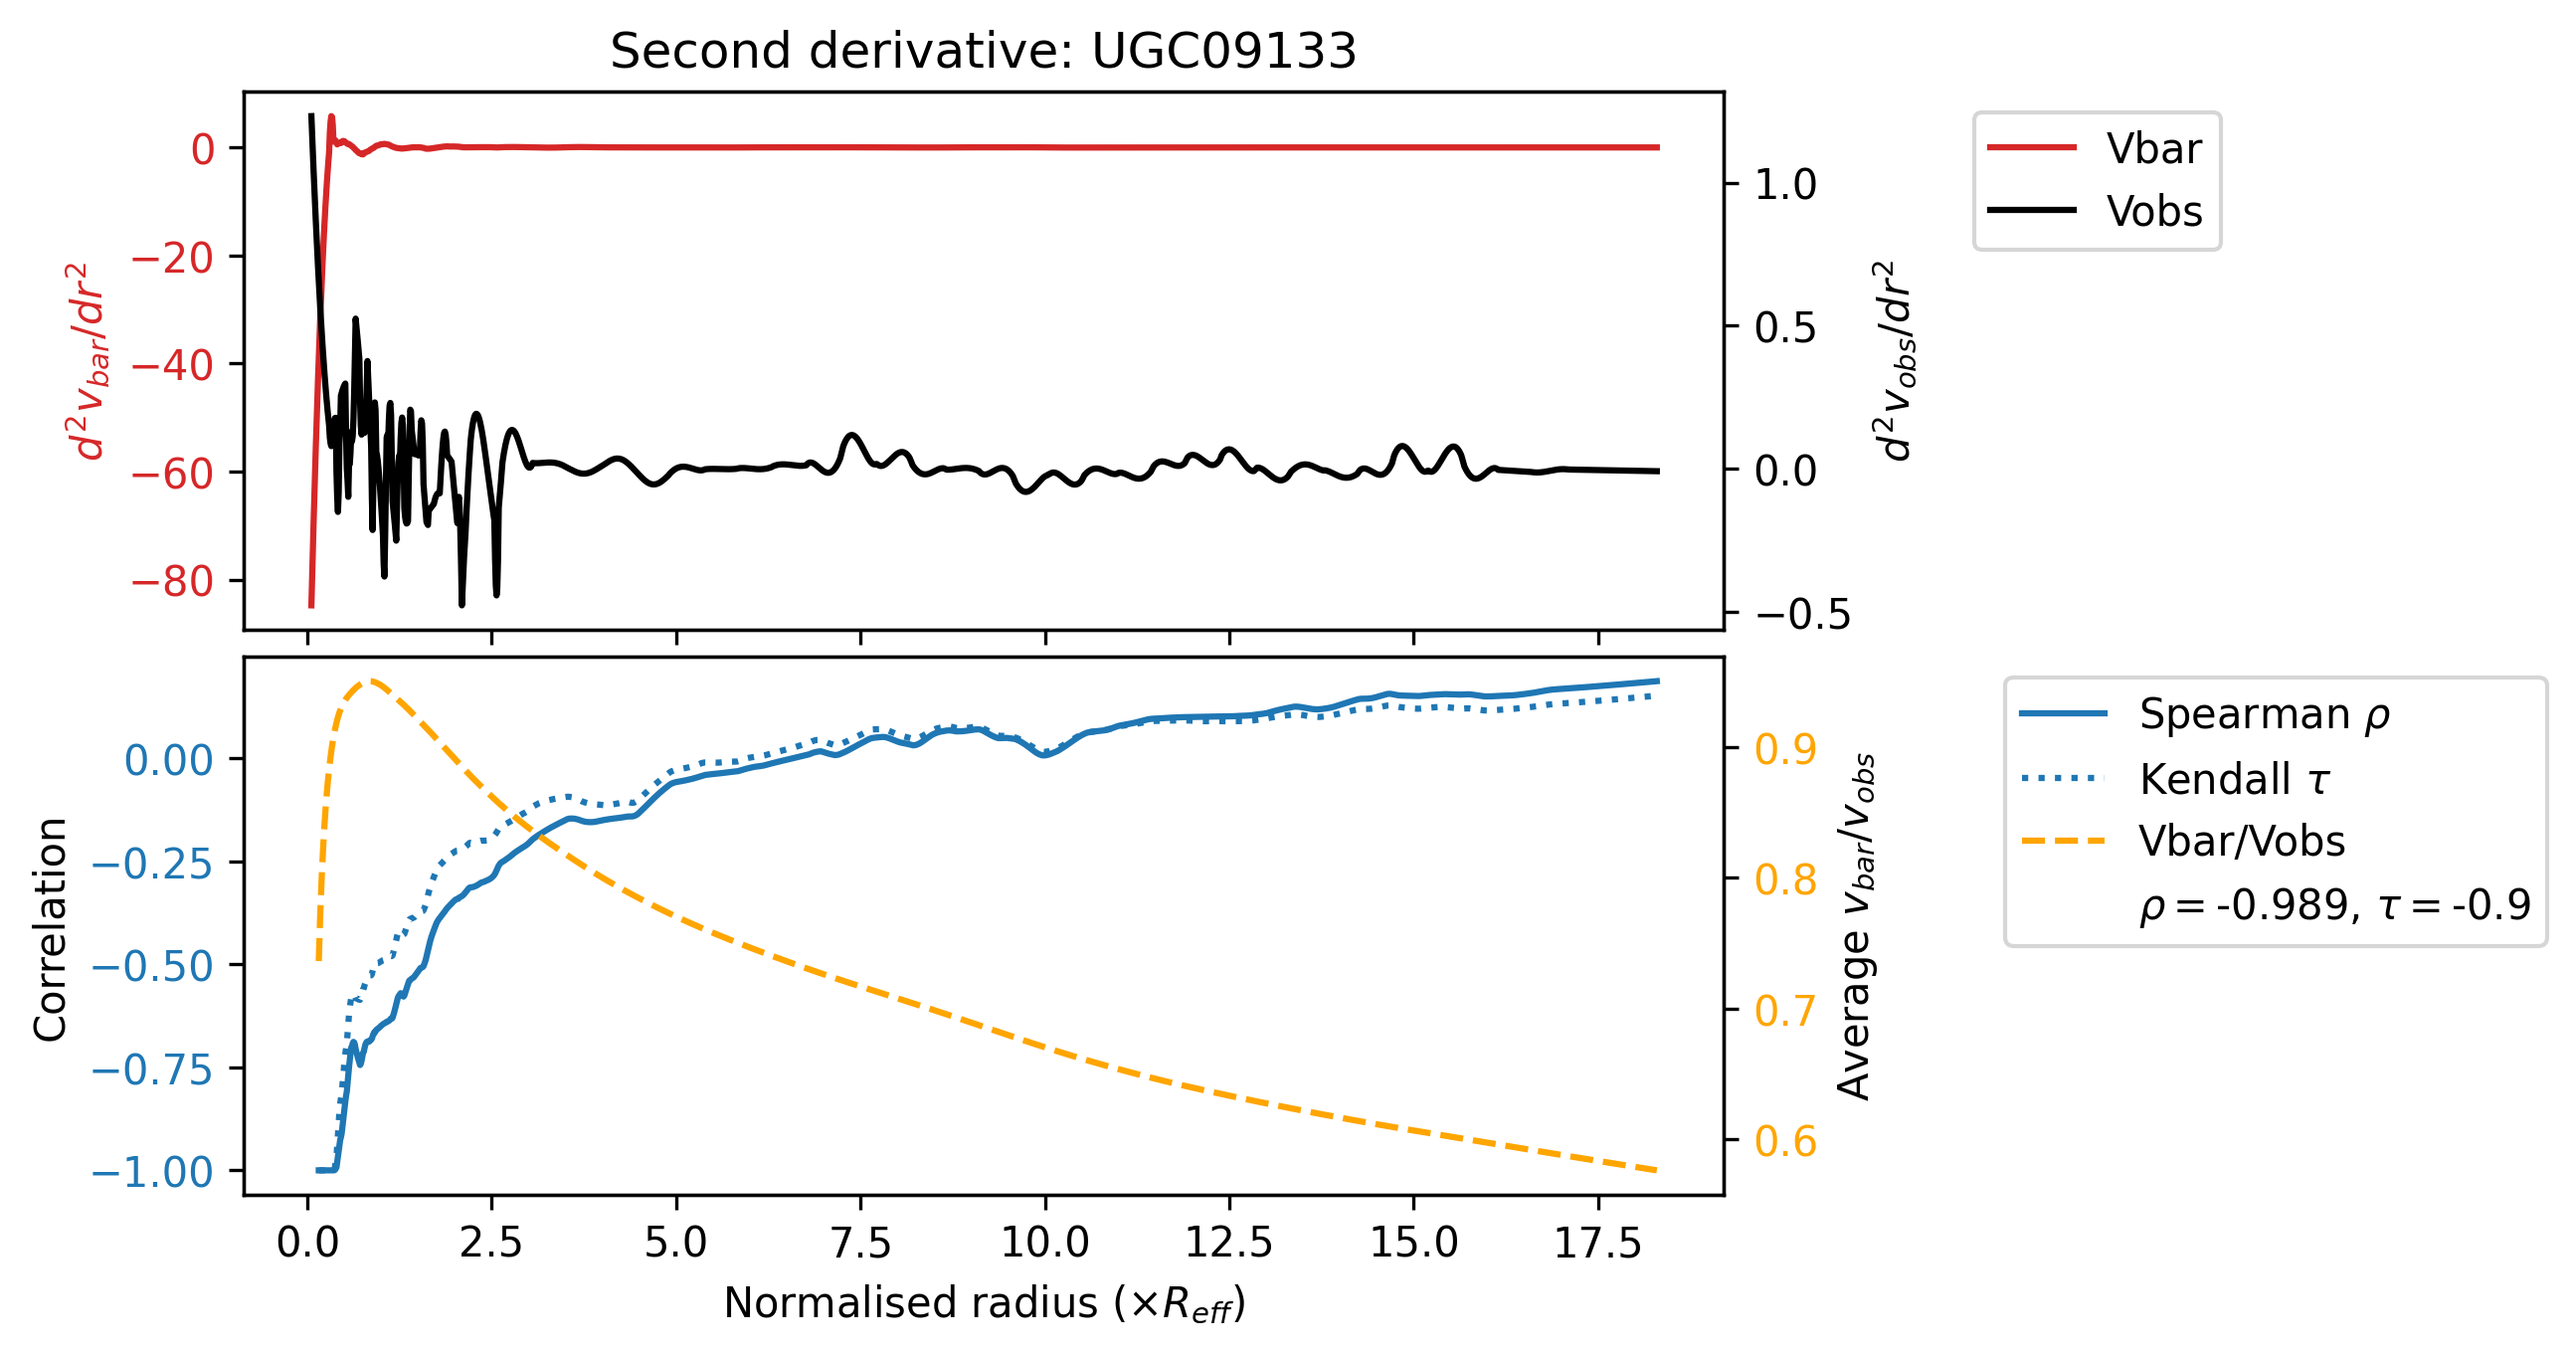 Second derivative: UGC09133
0
−20
−40
−60
−80
d²v_bar/dr²
1.0
0.5
0.0
−0.5
d²v_obs/dr²
Vbar
Vobs
0.00
−0.25
−0.50
−0.75
−1.00
Correlation
0.9
0.8
0.7
0.6
Average v_bar/v_obs
Spearman ρ
Kendall τ
Vbar/Vobs
ρ = -0.989, τ = -0.9
0.0 2.5 5.0 7.5 10.0 12.5 15.0 17.5
Normalised radius (×R_eff)